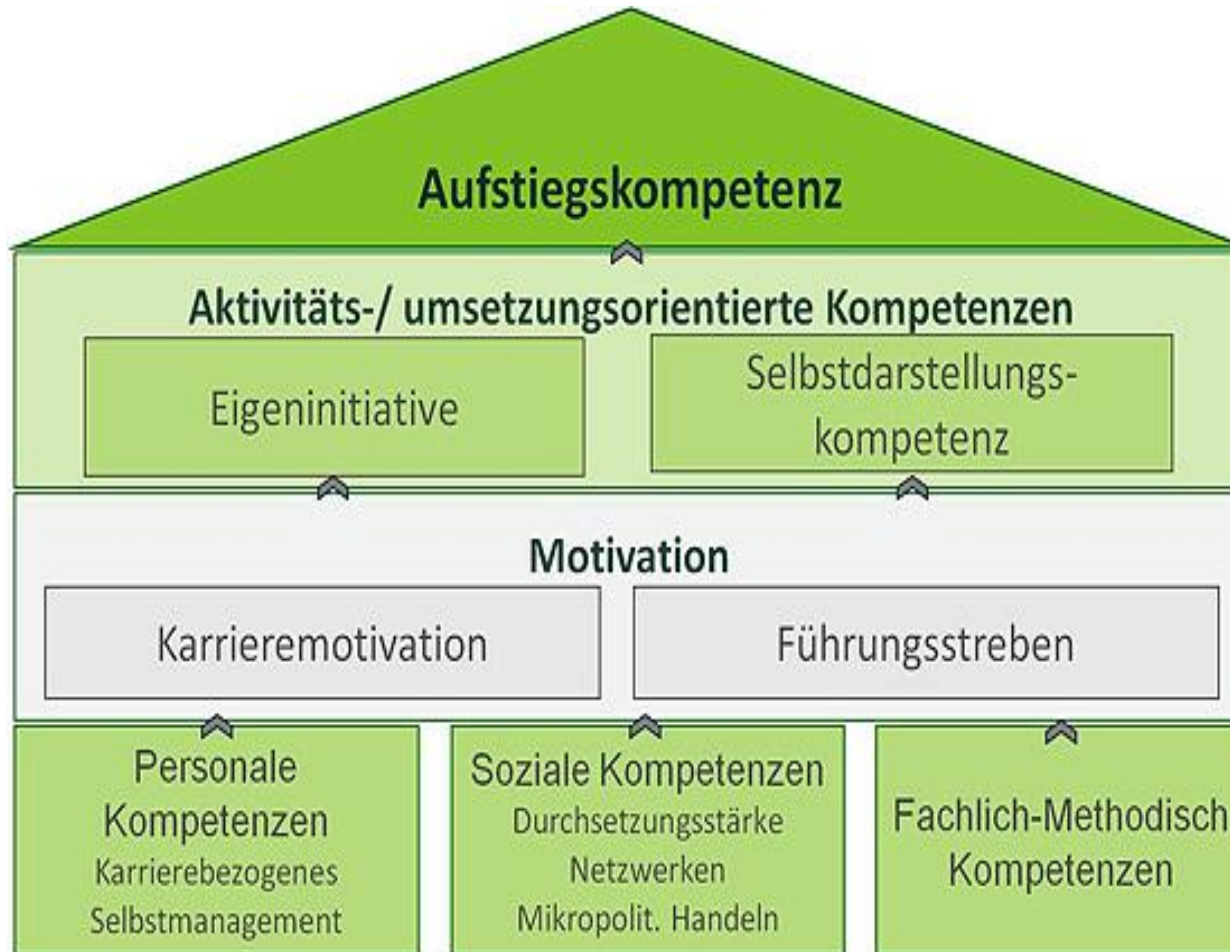 Aufstiegskompetenz
Aktivitäts-/ umsetzungsorientierte Kompetenzen
Eigeninitiative
Selbstdarstellungs-
kompetenz
Motivation
Karrieremotivation
Führungsstreben
Personale
Kompetenzen
Karrierebezogenes
Selbstmanagement
Soziale Kompetenzen
Durchsetzungsstärke
Netzwerken
Mikropolit. Handeln
Fachlich-Methodisch
Kompetenzen